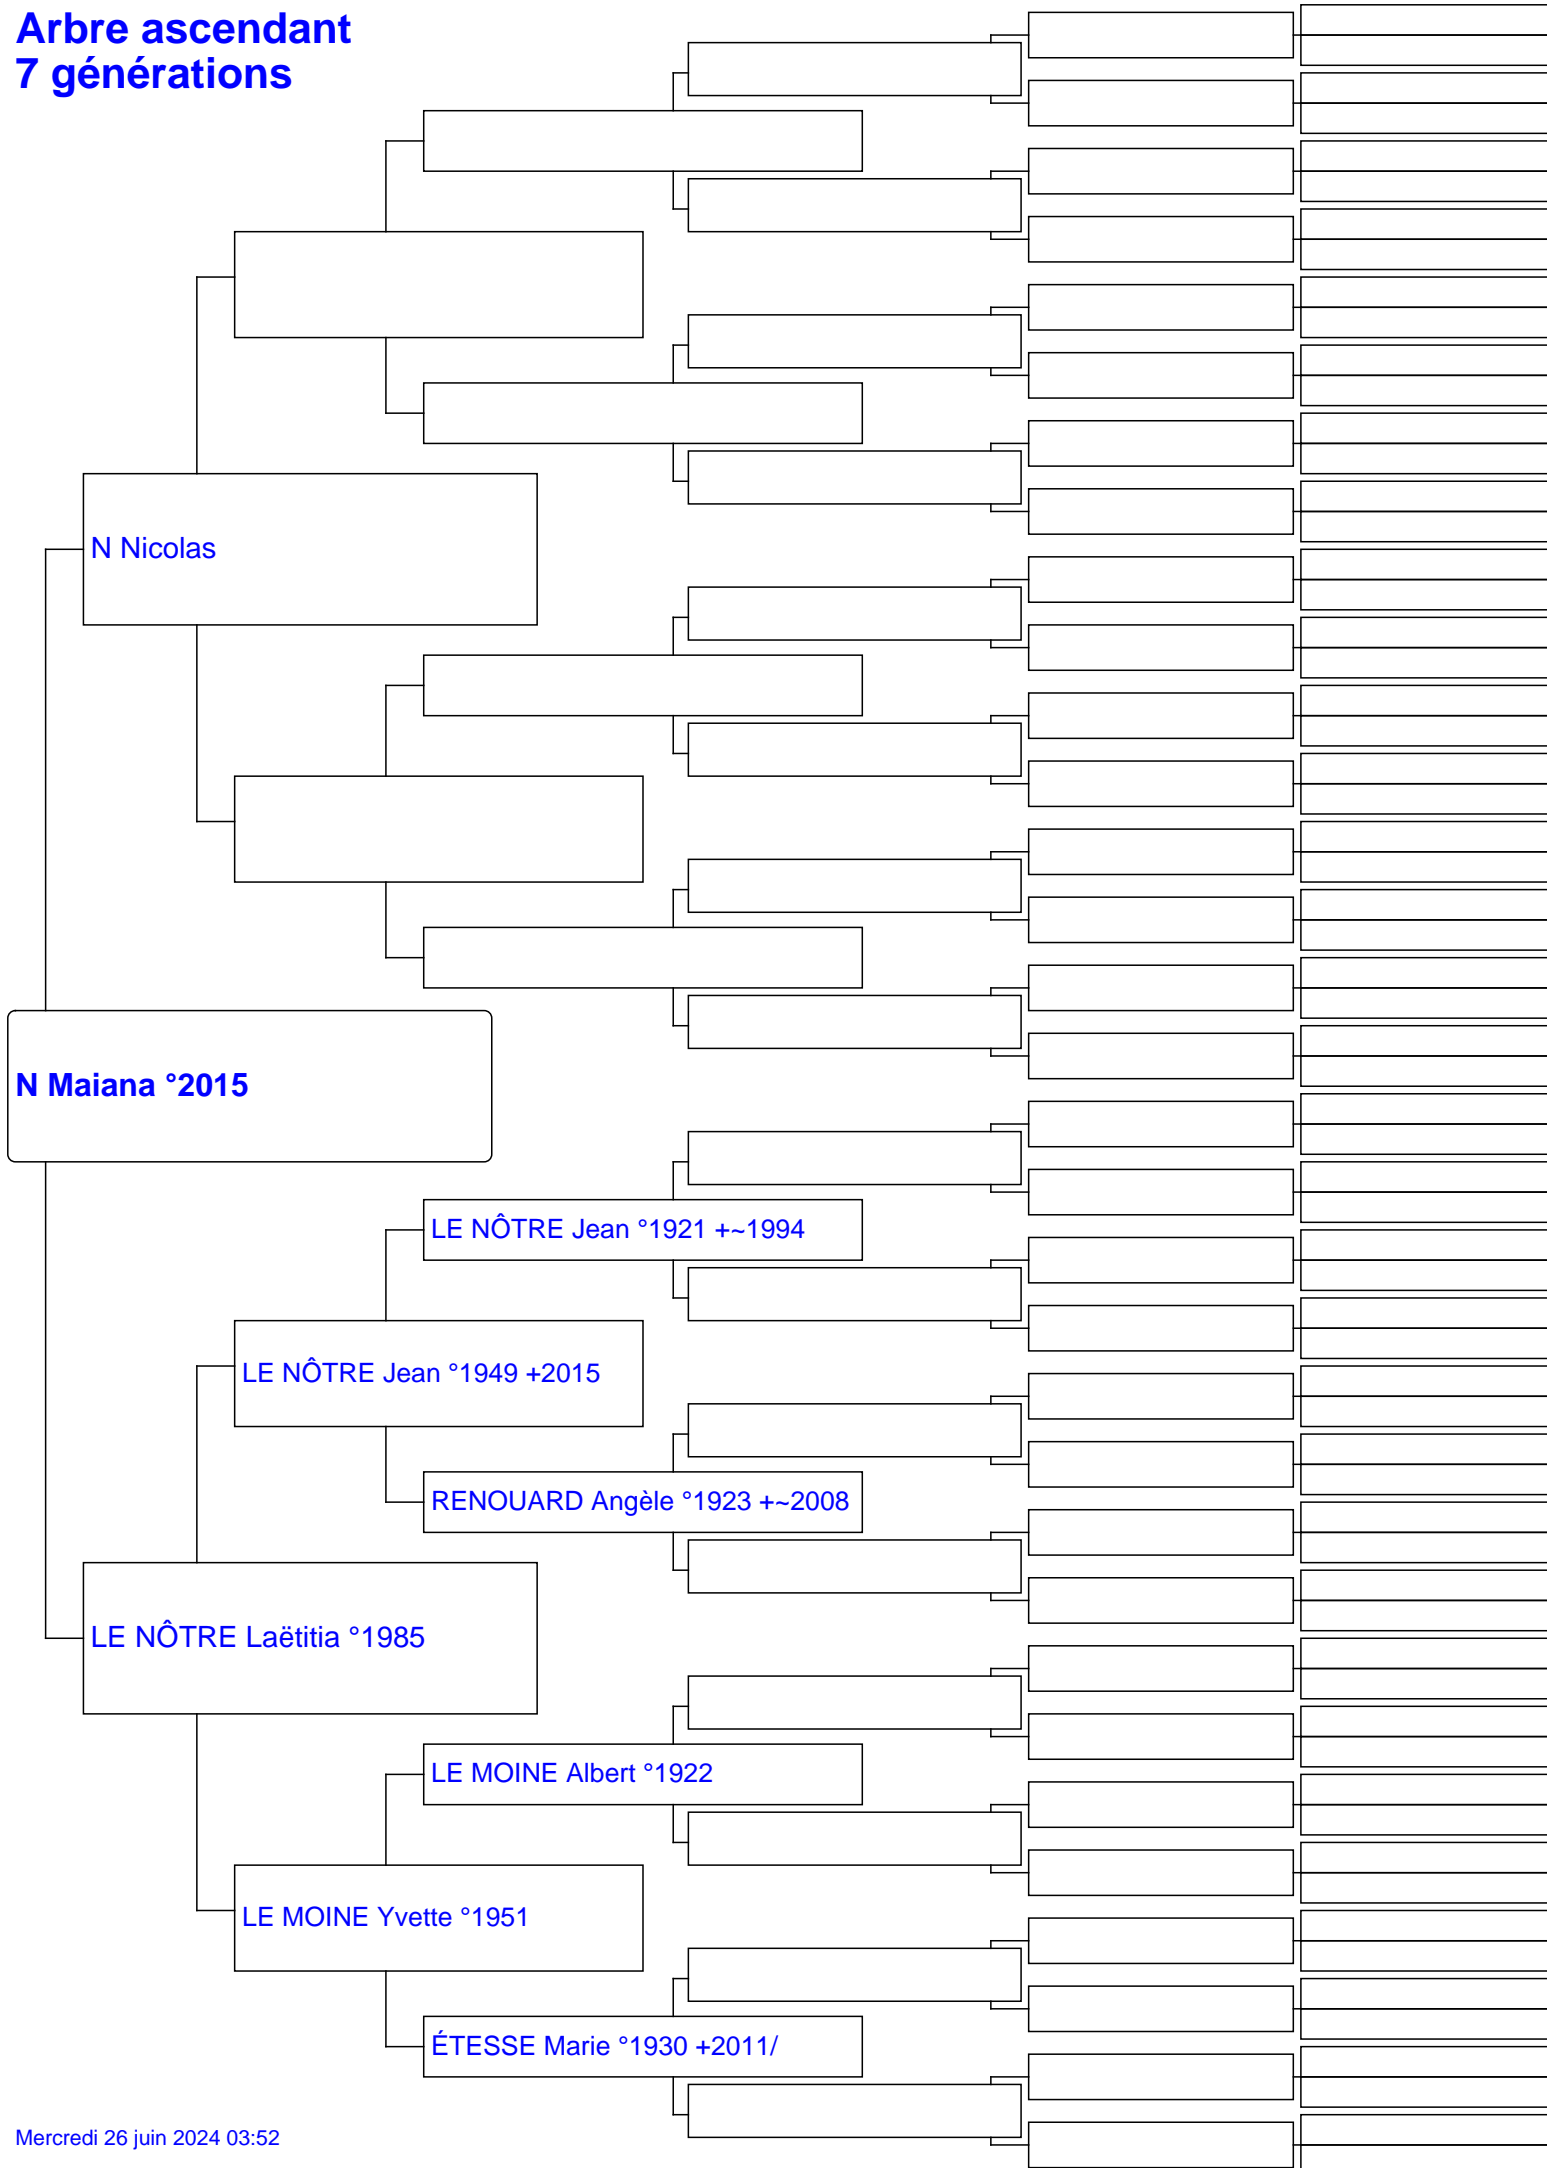 Arbre ascendant
7 générations
N Nicolas
N Maiana °2015
LE NÔTRE Jean °1921 +~1994
LE NÔTRE Jean °1949 +2015
RENOUARD Angèle °1923 +~2008
LE NÔTRE Laëtitia °1985
LE MOINE Albert °1922
LE MOINE Yvette °1951
ÉTESSE Marie °1930 +2011/
Mercredi 26 juin 2024 03:52